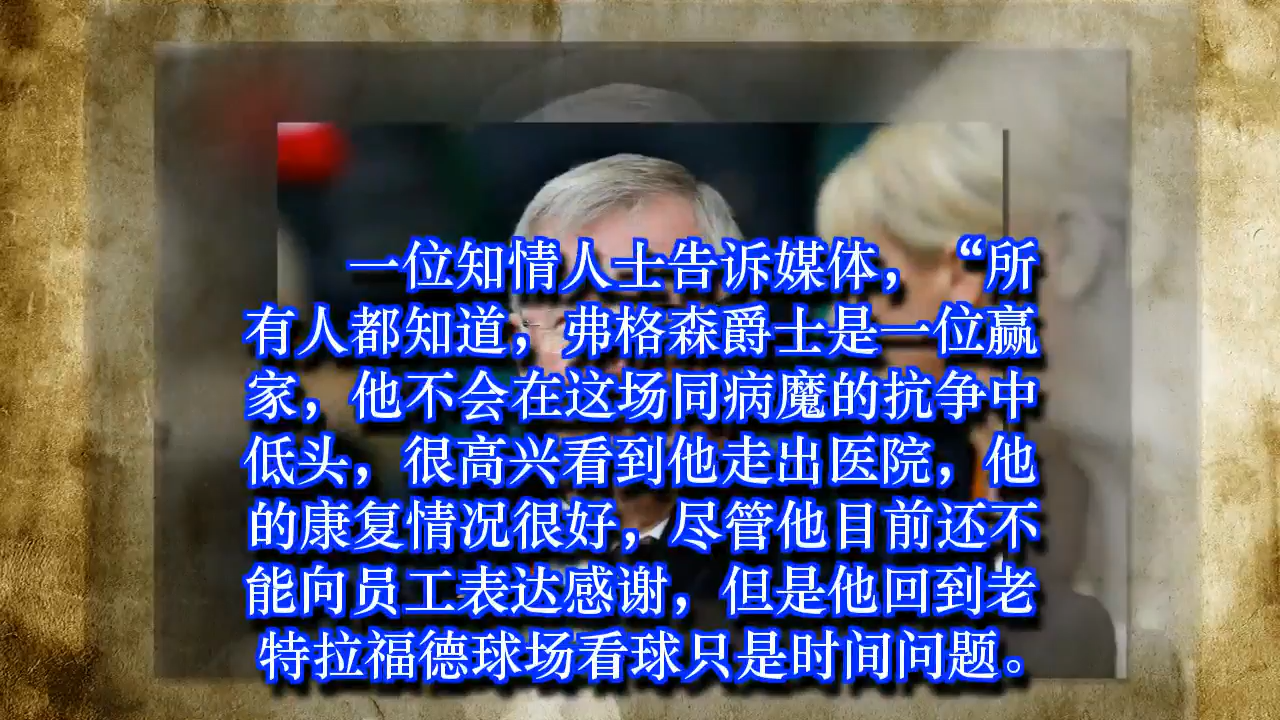 一位知情人士告诉媒体，“所
有人都知道，弗格森爵士是一位赢
家，他不会在这场同病魔的抗争中
低头，很高兴看到他走出医院，他
的康复情况很好，尽管他目前还不
能向员工表达感谢，但是他回到老
特拉福德球场看球只是时间问题。